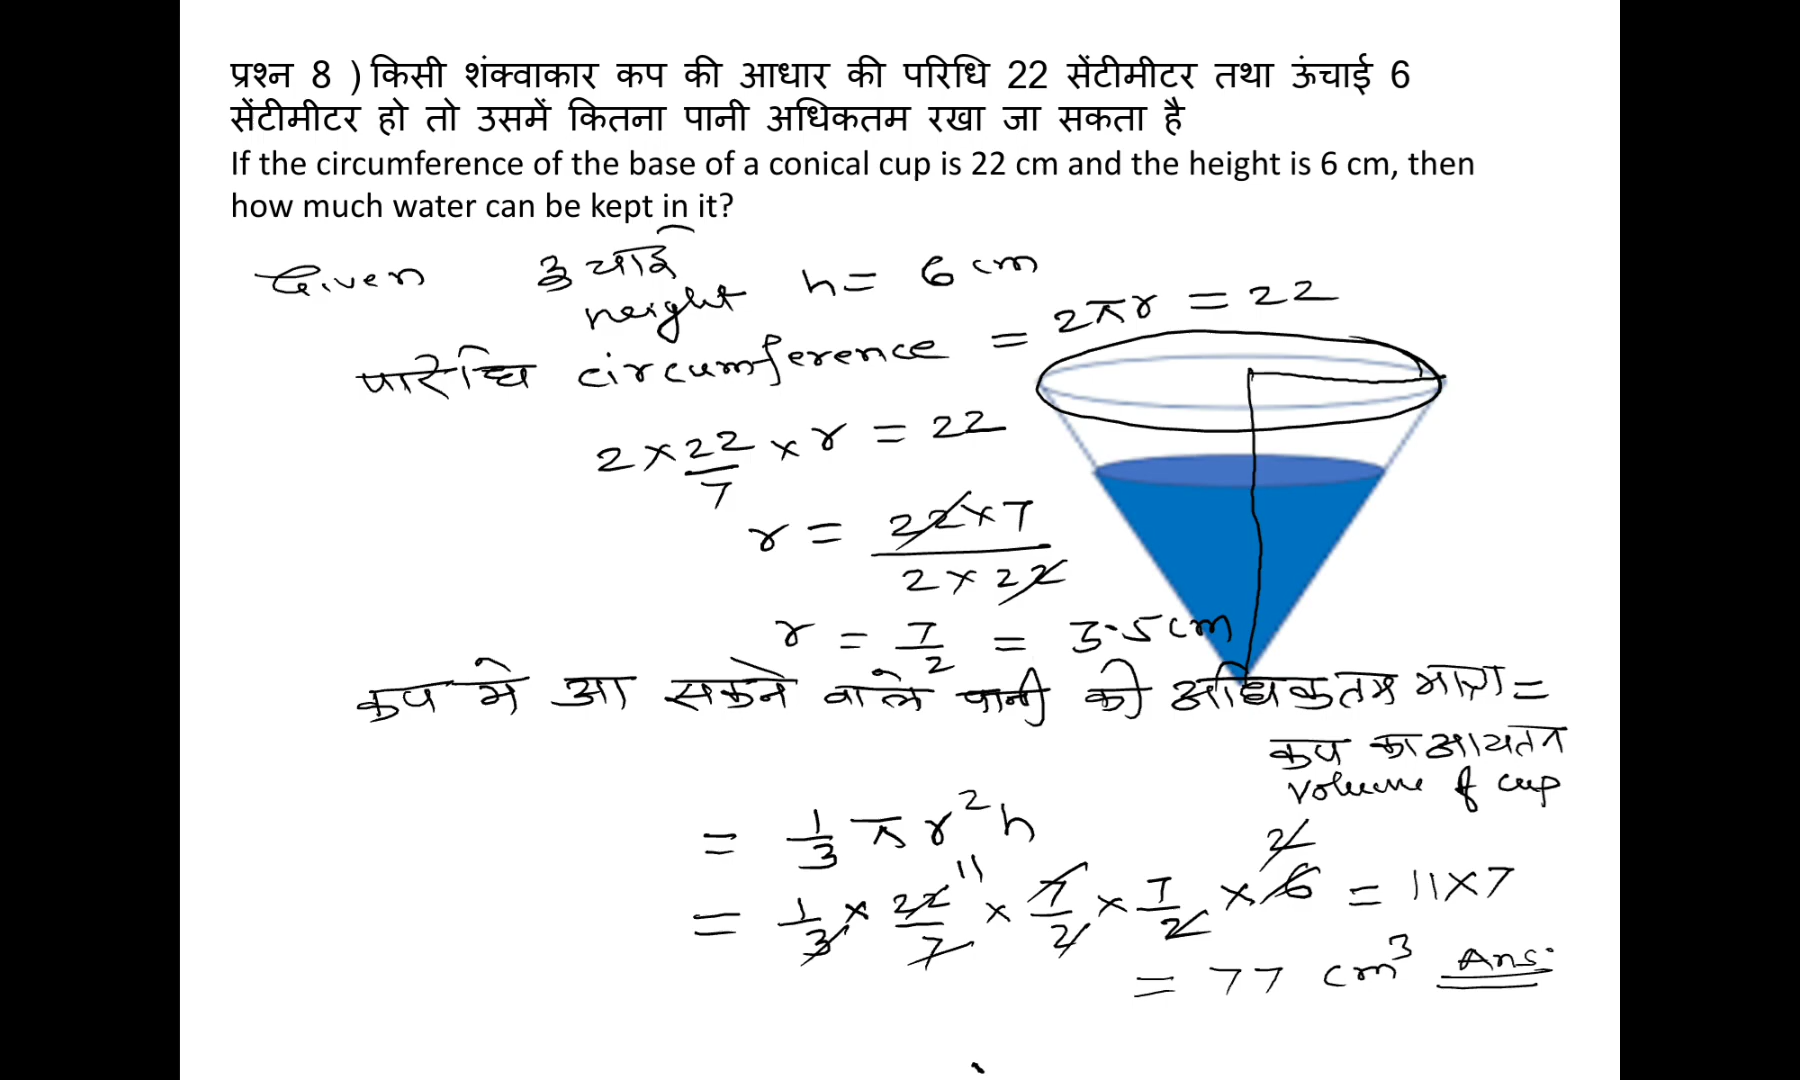 प्रश्न 8 ) किसी शंक्वाकार कप की आधार की परिधि 22 सेंटीमीटर तथा ऊंचाई 6
सेंटीमीटर हो तो उसमें कितना पानी अधिकतम रखा जा सकता है
If the circumference of the base of a conical cup is 22 cm and the height is 6 cm, then
how much water can be kept in it?
Given ऊचाई h = 6 cm
height
परिधि circumference = 2πr = 22
2 × 22/7 × r = 22
r = 22×7 / 2×22
r = 7/2 = 3.5 cm
कप मे आ सकने वाले पानी की अधिकतम मात्रा =
कप का आयतन
volume of cup
= 1/3 πr²h
= 1/3 × 22/7 × 7/2 × 7/2 × 6 = 11×7
11 2
= 77 cm³ Ans.